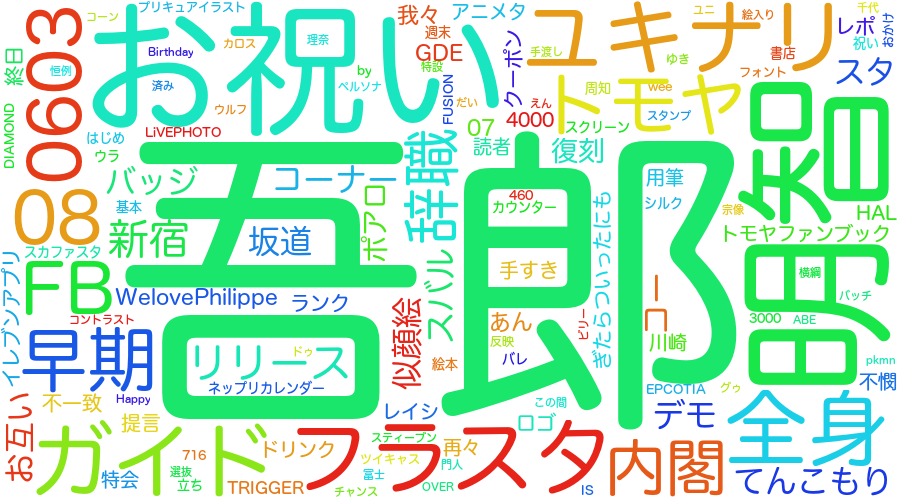 プリキュアイラスト
コーン
カロス
理奈
我々
アニメタ
ユニ
絵入り
千代
レポ
祝い
おかけ
0603
お祝い
ユキナリ
恒例
Birthday
週末
GDE
クーポン
手渡し
ゆき
書店
終日
済み
特設
by
ペルソナ
フォント
スタ
DIAMOND
ウルフ
FUSION
だい
トモヤ
周知
wee
LiVEPHOTO
はじめ
ウラ
07
4000
えん
スクリーン
スタンプ
バッジ
コーナー
読者
復刻
08
基本
460
カウンター
用筆
シルク
宗像
明智
目
HAL
新宿
坂道
ポアロ
辞職
吾郎
トモヤファンブック
スカファスタ
手すき
FB
イレブンアプリ
WelovePhilippe
ランク
スバル
ぎたらついったにも
ーコ
横綱
バッチ
コントラスト
あん
ビリー
3000
ABE
早期
リリース
ドゥ
似顔絵
反映
バレ
川崎
pkmn
ネップリカレンダー
絵本
グゥ
不憫
EPCOTIA
Happy
不一致
レイシ
この間
お互い
提言
ロゴ
デモ
全身
ガイド
ドリンク
スティーブン
再々
716
選抜
立ち
ツイキャス
門人
特会
富士
フラスタ
内閣
てんこもり
TRIGGER
チャンス
OVER
IS